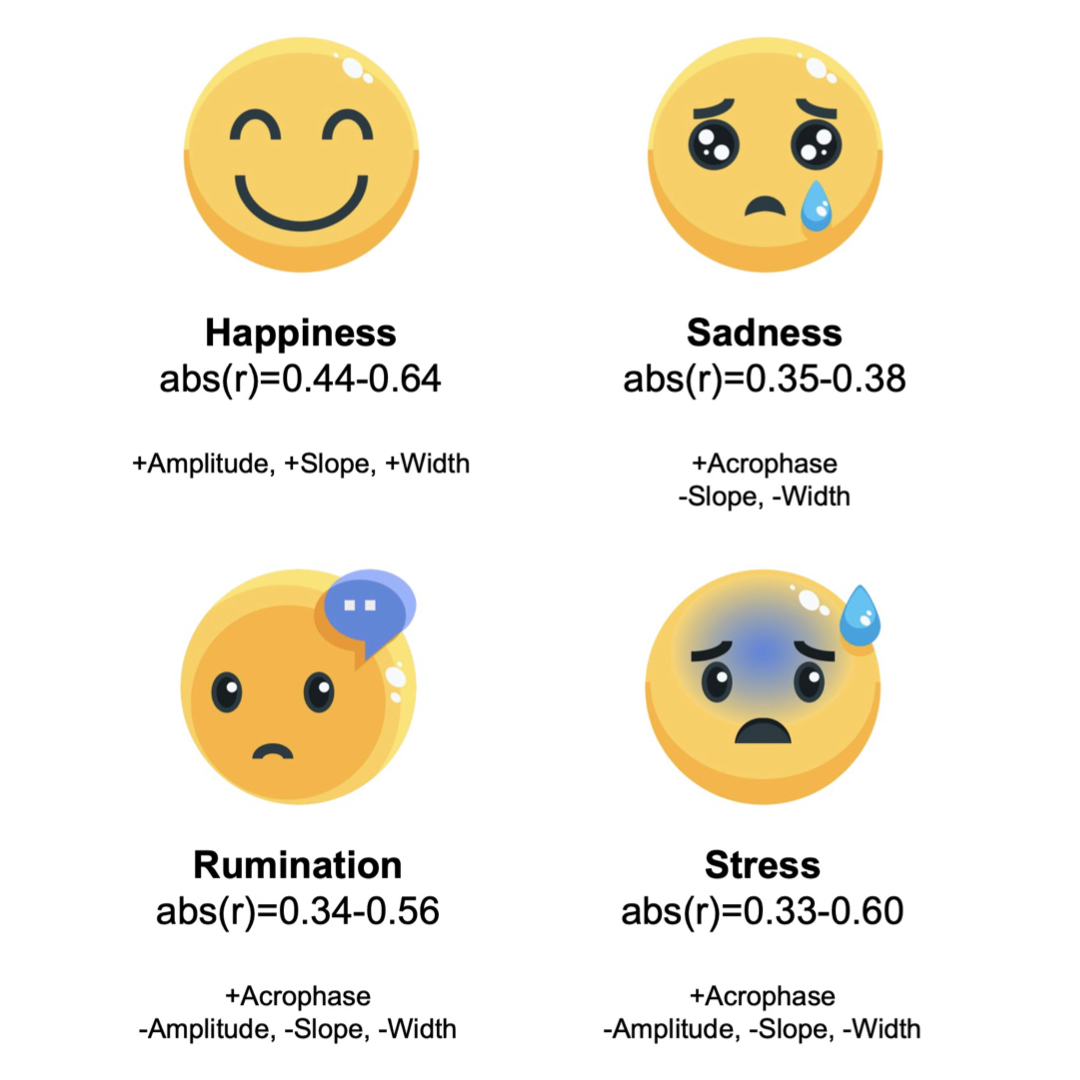 Happiness
abs(r)=0.44-0.64
+Amplitude, +Slope, +Width
Sadness
abs(r)=0.35-0.38
+Acrophase
-Slope, -Width
Rumination
abs(r)=0.34-0.56
+Acrophase
-Amplitude, -Slope, -Width
Stress
abs(r)=0.33-0.60
+Acrophase
-Amplitude, -Slope, -Width